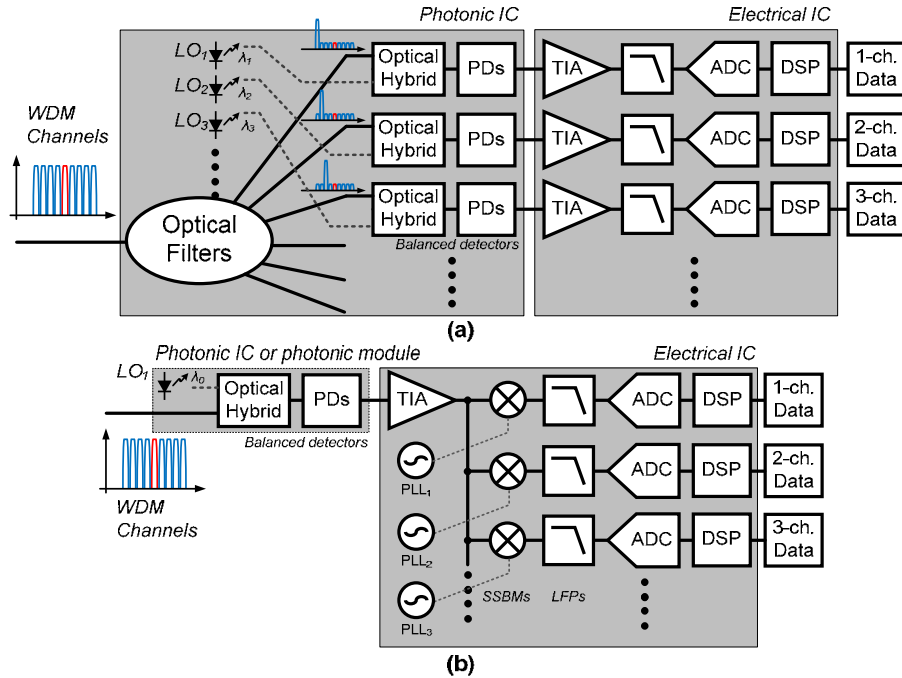 Photonic IC
Electrical IC
LO1
λ1
LO2
λ2
LO3
λ3
WDM
Channels
Optical
Filters
Optical
Hybrid
PDs
TIA
ADC
DSP
1-ch.
Data
Optical
Hybrid
PDs
TIA
ADC
DSP
2-ch.
Data
Optical
Hybrid
PDs
TIA
ADC
DSP
3-ch.
Data
Balanced detectors
(a)
Photonic IC or photonic module
Electrical IC
LO1
λ0
Optical
Hybrid
PDs
Balanced detectors
WDM
Channels
TIA
ADC
DSP
1-ch.
Data
PLL1
ADC
DSP
2-ch.
Data
PLL2
ADC
DSP
3-ch.
Data
PLL3
SSBMs
LFPs
(b)